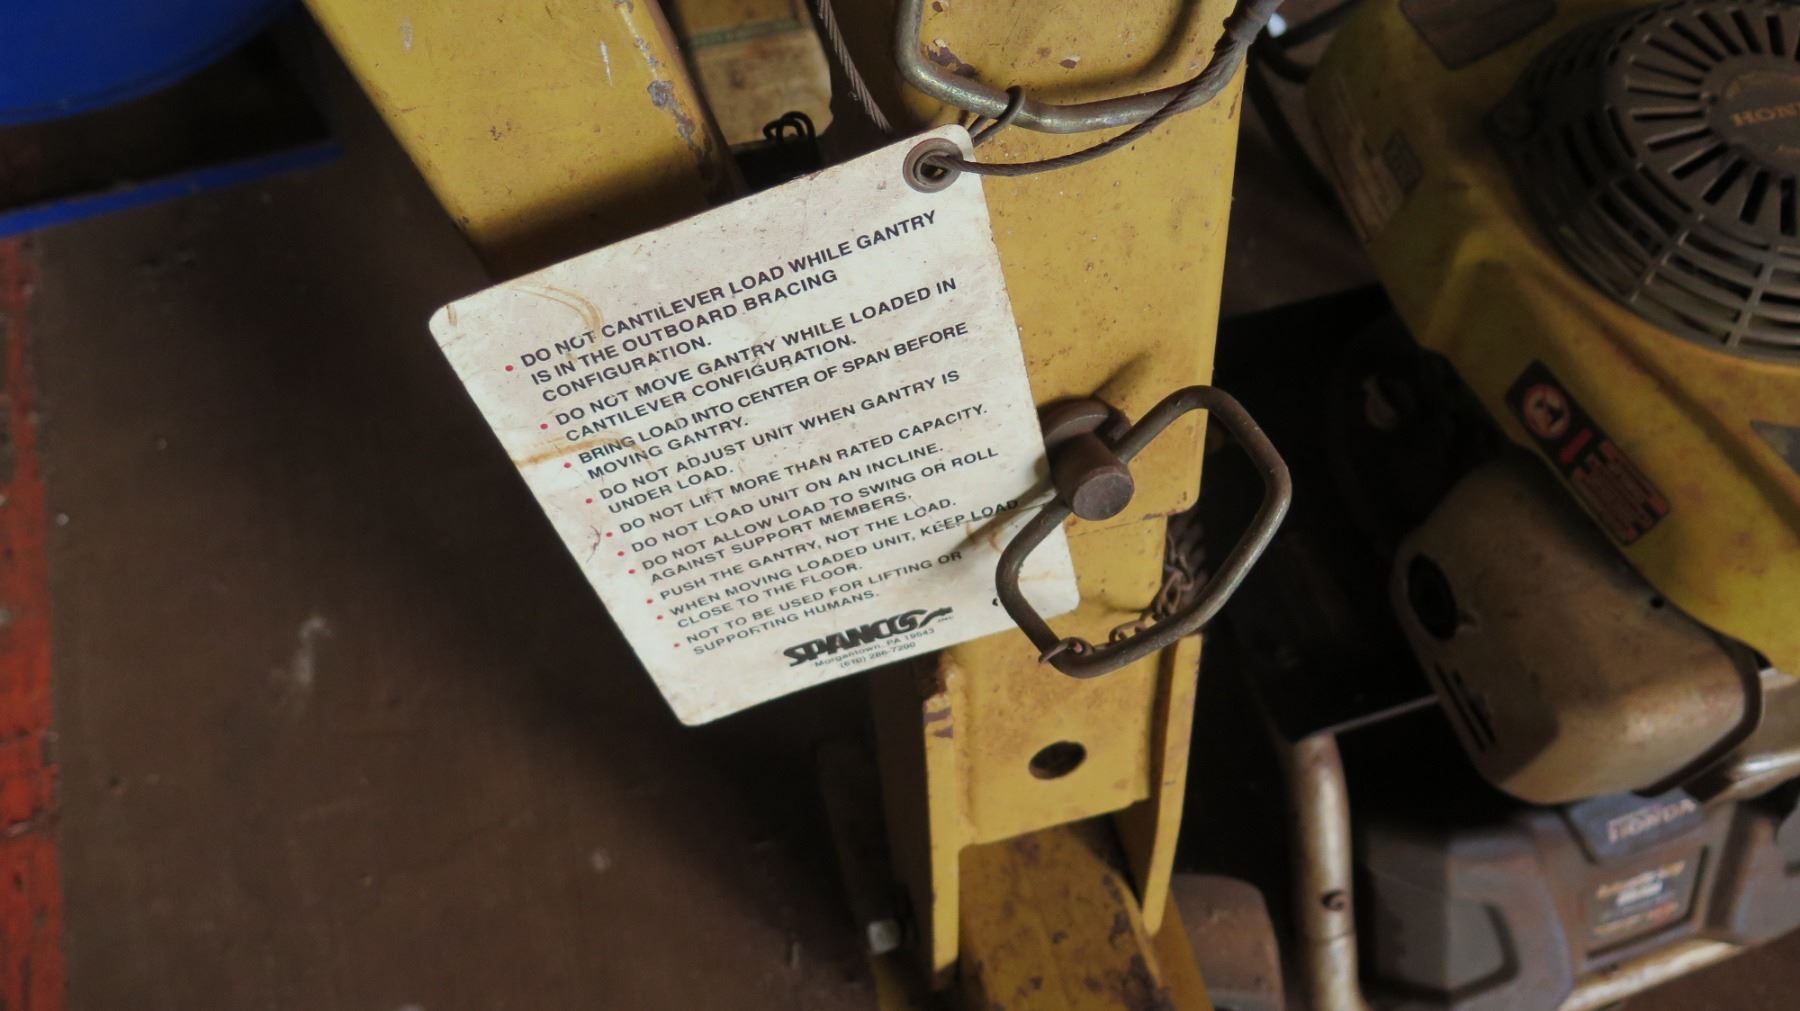 • DO NOT CANTILEVER LOAD WHILE GANTRY
IS IN THE OUTBOARD BRACING
CONFIGURATION.
• DO NOT MOVE GANTRY WHILE LOADED IN
CANTILEVER CONFIGURATION.
• BRING LOAD INTO CENTER OF SPAN BEFORE
MOVING GANTRY.
• DO NOT ADJUST UNIT WHEN GANTRY IS
UNDER LOAD.
• DO NOT LIFT MORE THAN RATED CAPACITY.
• DO NOT LOAD UNIT ON AN INCLINE.
• DO NOT ALLOW LOAD TO SWING OR ROLL
AGAINST SUPPORT MEMBERS.
• PUSH THE GANTRY, NOT THE LOAD.
• WHEN MOVING LOADED UNIT, KEEP LOAD
CLOSE TO THE FLOOR.
• NOT TO BE USED FOR LIFTING OR
SUPPORTING HUMANS.
SPANCO INC
Morgantown, PA 19543
(610) 286-7200
HONDA